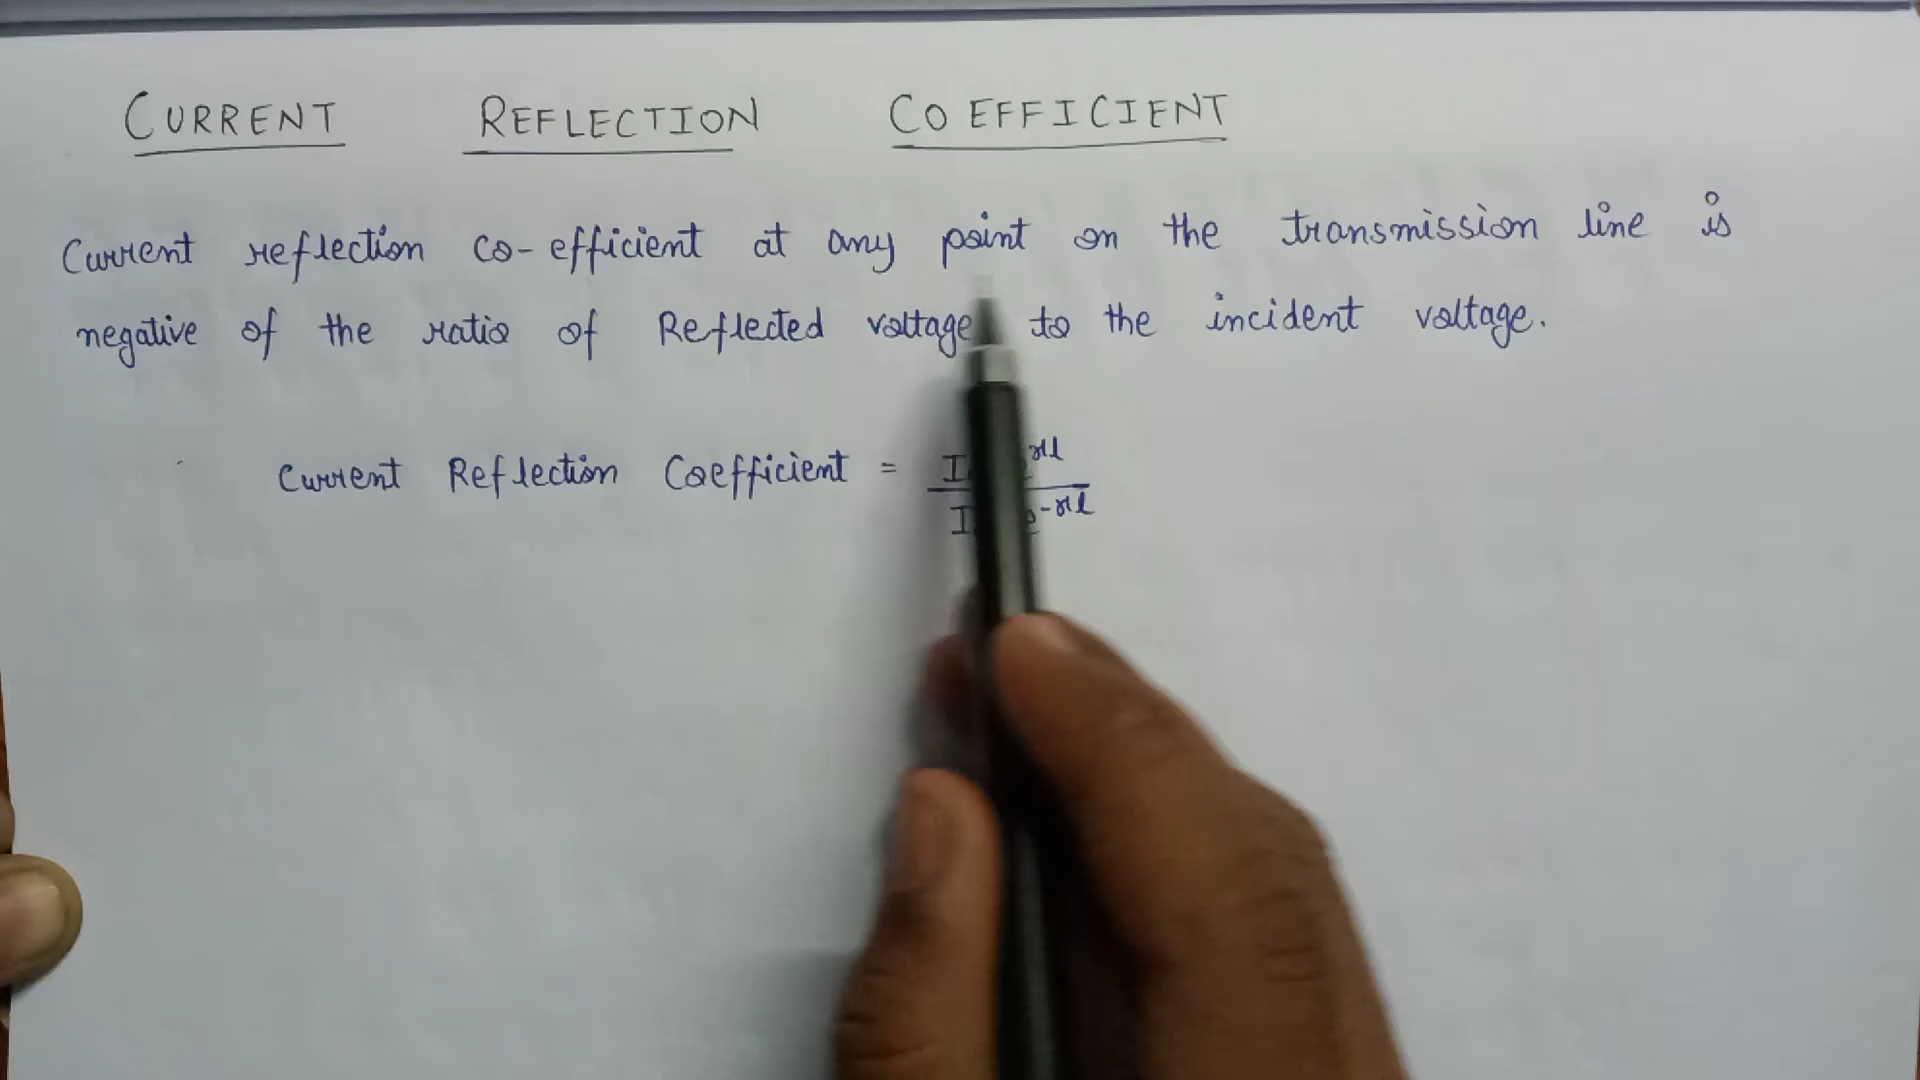 CURRENT REFLECTION COEFFICIENT
Current reflection co-efficient at any point on the transmission line is
negative of the ratio of Reflected voltage to the incident voltage.
Current Reflection Coefficient =